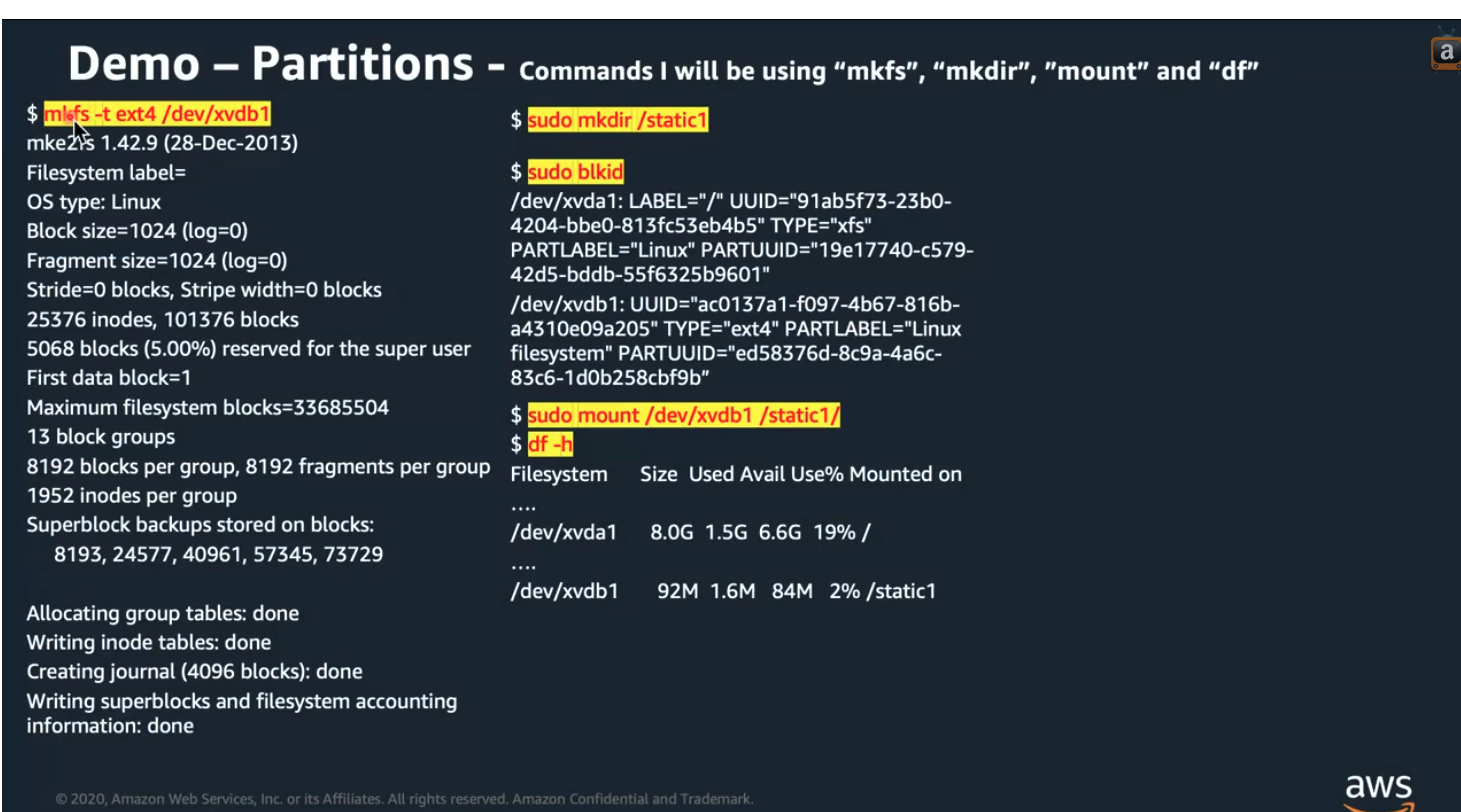 Demo – Partitions - Commands I will be using “mkfs”, “mkdir”, ”mount” and “df”
$ mkfs -t ext4 /dev/xvdb1
mke2fs 1.42.9 (28-Dec-2013)
Filesystem label=
OS type: Linux
Block size=1024 (log=0)
Fragment size=1024 (log=0)
Stride=0 blocks, Stripe width=0 blocks
25376 inodes, 101376 blocks
5068 blocks (5.00%) reserved for the super user
First data block=1
Maximum filesystem blocks=33685504
13 block groups
8192 blocks per group, 8192 fragments per group
1952 inodes per group
Superblock backups stored on blocks:
8193, 24577, 40961, 57345, 73729
Allocating group tables: done
Writing inode tables: done
Creating journal (4096 blocks): done
Writing superblocks and filesystem accounting
information: done
$ sudo mkdir /static1
$ sudo blkid
/dev/xvda1: LABEL="/" UUID="91ab5f73-23b0-
4204-bbe0-813fc53eb4b5" TYPE="xfs"
PARTLABEL="Linux" PARTUUID="19e17740-c579-
42d5-bddb-55f6325b9601"
/dev/xvdb1: UUID="ac0137a1-f097-4b67-816b-
a4310e09a205" TYPE="ext4" PARTLABEL="Linux
filesystem" PARTUUID="ed58376d-8c9a-4a6c-
83c6-1d0b258cbf9b”
$ sudo mount /dev/xvdb1 /static1/
$ df -h
Filesystem Size Used Avail Use% Mounted on
....
/dev/xvda1 8.0G 1.5G 6.6G 19% /
....
/dev/xvdb1 92M 1.6M 84M 2% /static1
© 2020, Amazon Web Services, Inc. or its Affiliates. All rights reserved. Amazon Confidential and Trademark.
aws
a